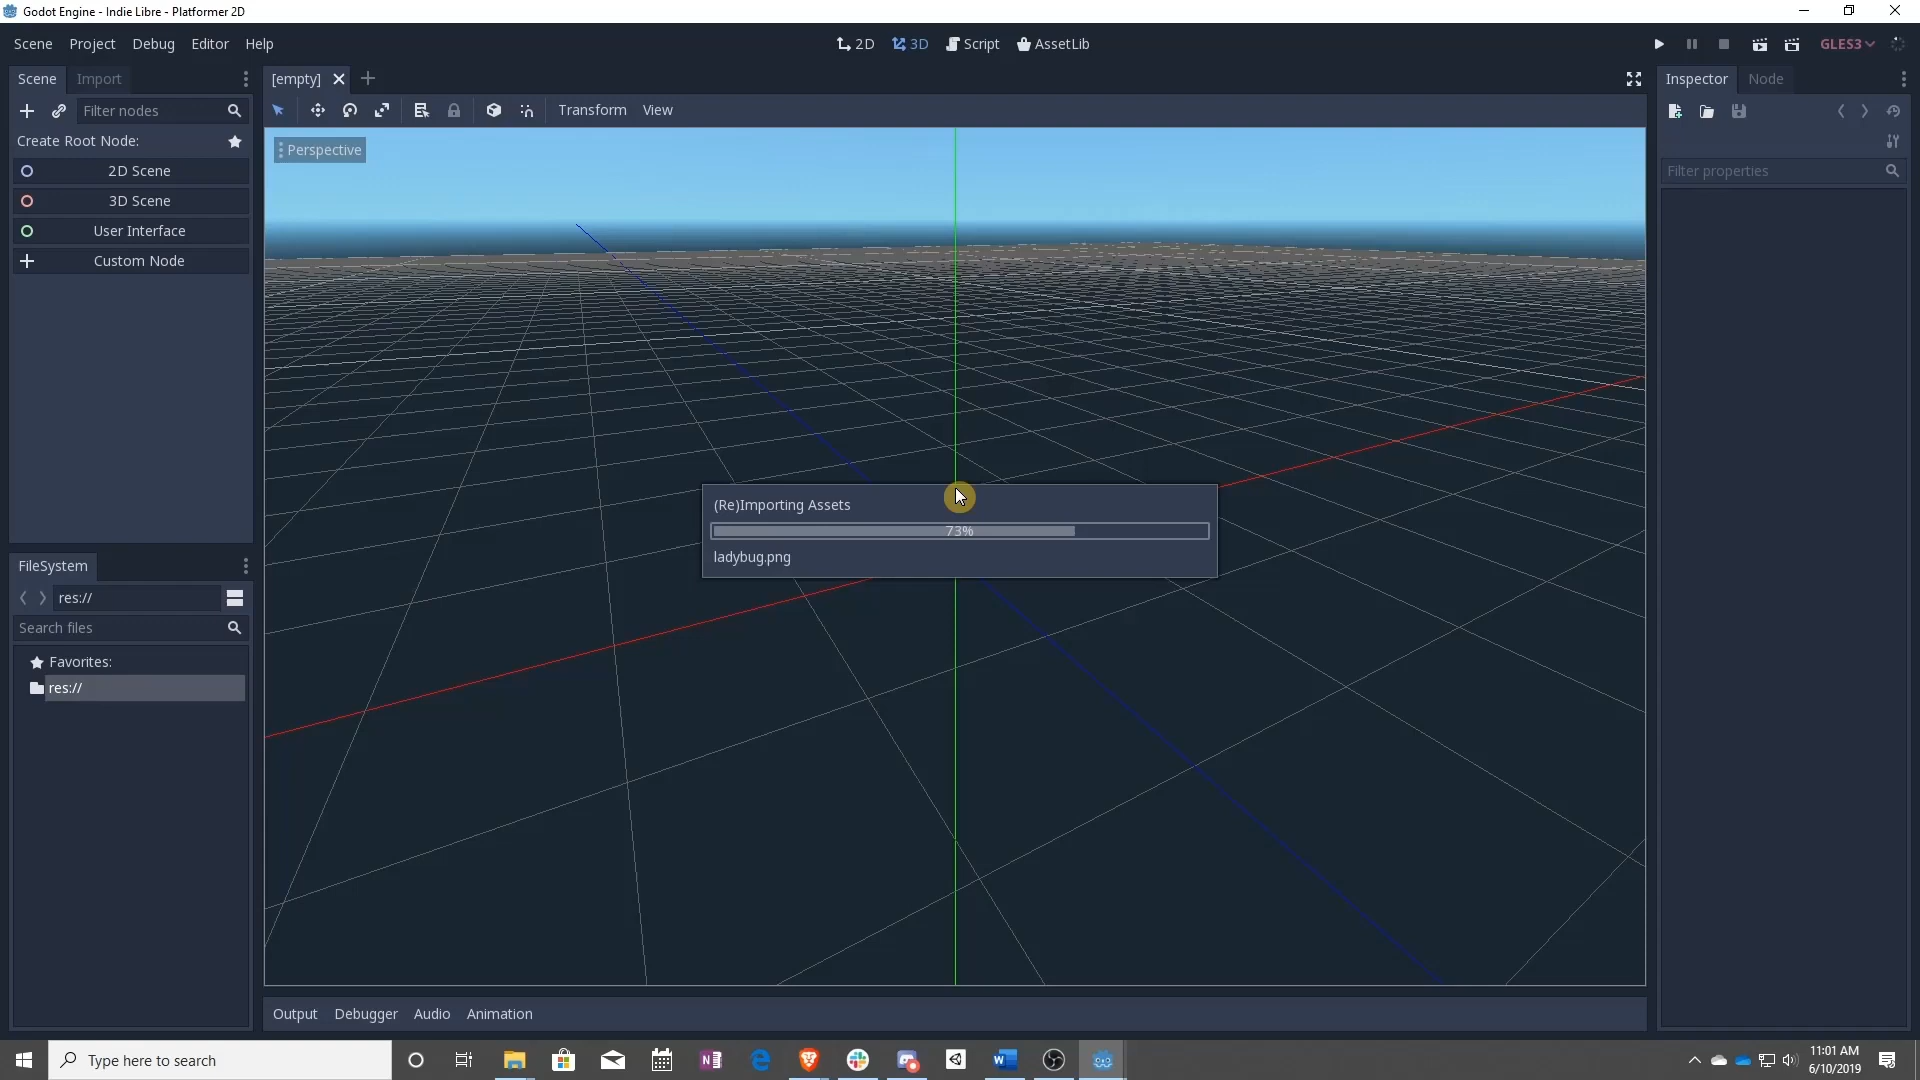 Godot Engine - Indie Libre - Platformer 2D
Scene Project Debug Editor Help
2D 3D Script AssetLib
GLES3
Scene Import
[empty]
Inspector Node
Filter nodes
Transform View
Create Root Node:
Perspective
2D Scene
Filter properties
3D Scene
User Interface
Custom Node
(Re)Importing Assets
73%
ladybug.png
FileSystem
res://
Search files
Favorites:
res://
Output Debugger Audio Animation
Type here to search
11:01 AM
6/10/2019